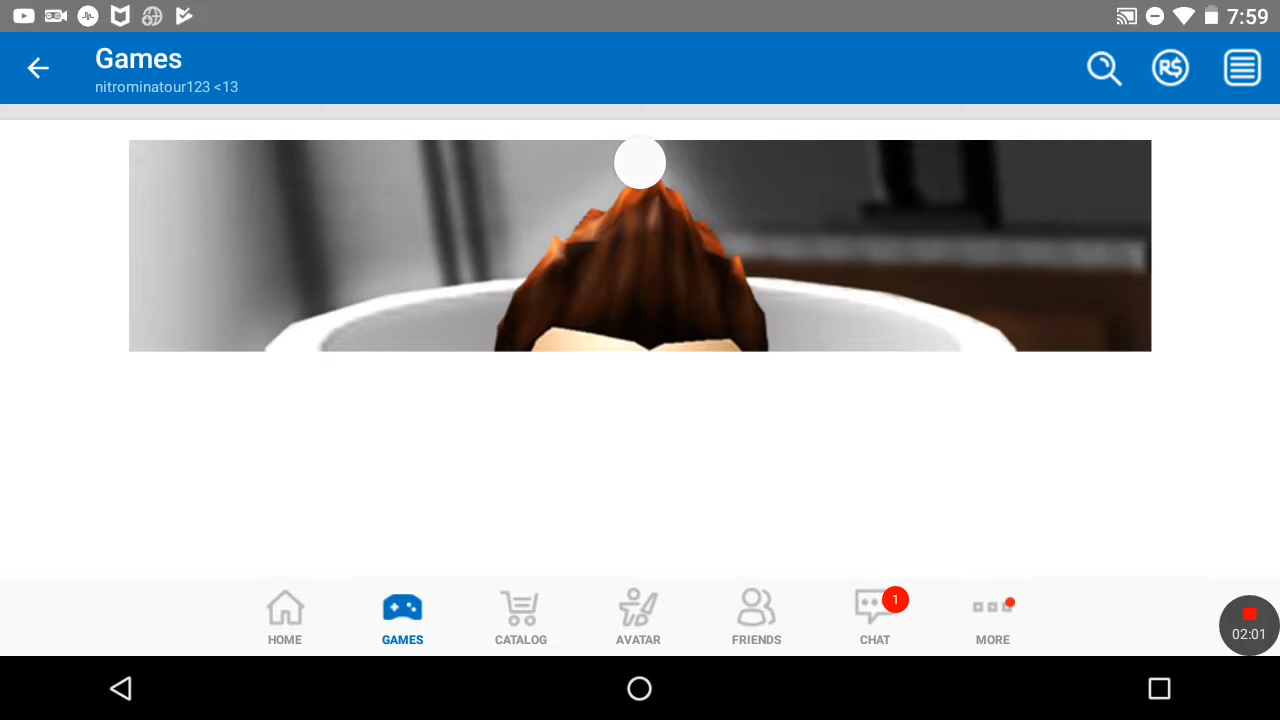 7:59
Games
nitrominatour123 <13
R$
HOME
GAMES
CATALOG
AVATAR
FRIENDS
1
CHAT
MORE
02:01